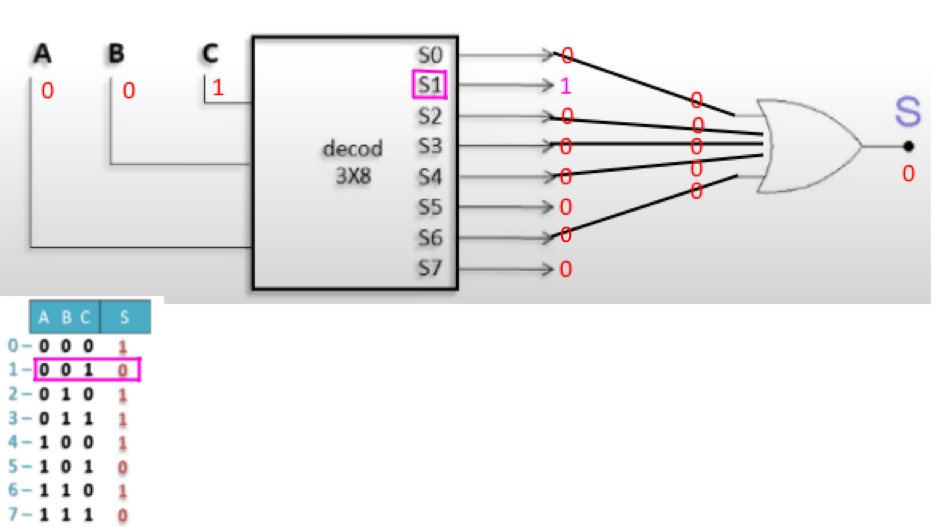 A B C
0 0 1
decod
3X8
S0 0
S1 1
S2 0
S3 0
S4 0
S5 0
S6 0
S7 0
0
0
0
0
0
S
0
A B C S
0- 0 0 0 1
1- 0 0 1 0
2- 0 1 0 1
3- 0 1 1 1
4- 1 0 0 1
5- 1 0 1 0
6- 1 1 0 1
7- 1 1 1 0